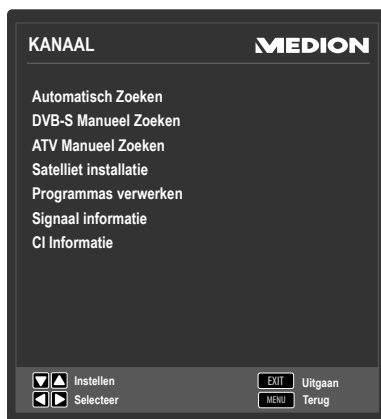 KANAAL MEDION
Automatisch Zoeken
DVB-S Manueel Zoeken
ATV Manueel Zoeken
Satelliet installatie
Programmas verwerken
Signaal informatie
CI Informatie
Instellen EXIT Uitgaan
Selecteer MENU Terug